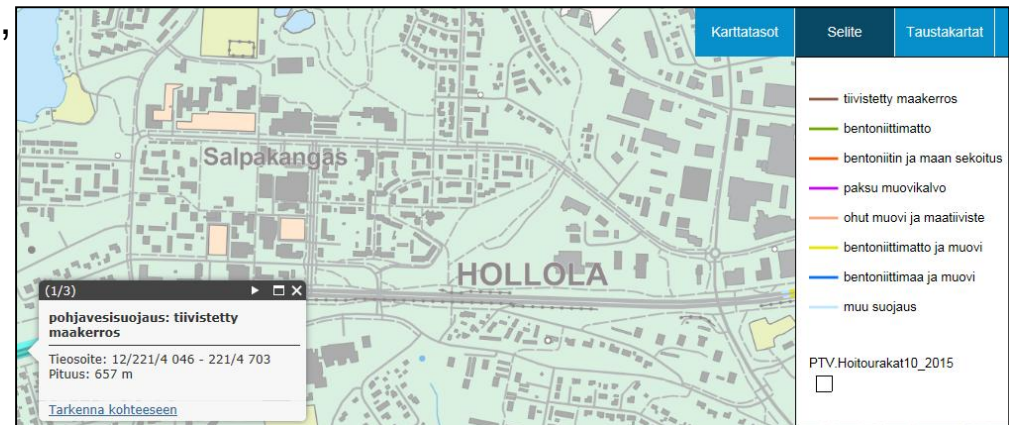 ,
Karttatasot
Selite
Taustakartat
Salpakangas
HOLLOLA
(1/3)
pohjavesisuojaus: tiivistetty
maakerros
Tieosoite: 12/221/4 046 - 221/4 703
Pituus: 657 m
Tarkenna kohteeseen
tiivistetty maakerros
bentoniittimatto
bentoniitin ja maan sekoitus
paksu muovikalvo
ohut muovi ja maatiiviste
bentoniittimatto ja muovi
bentoniittimaa ja muovi
muu suojaus
PTV.Hoitourakat10_2015